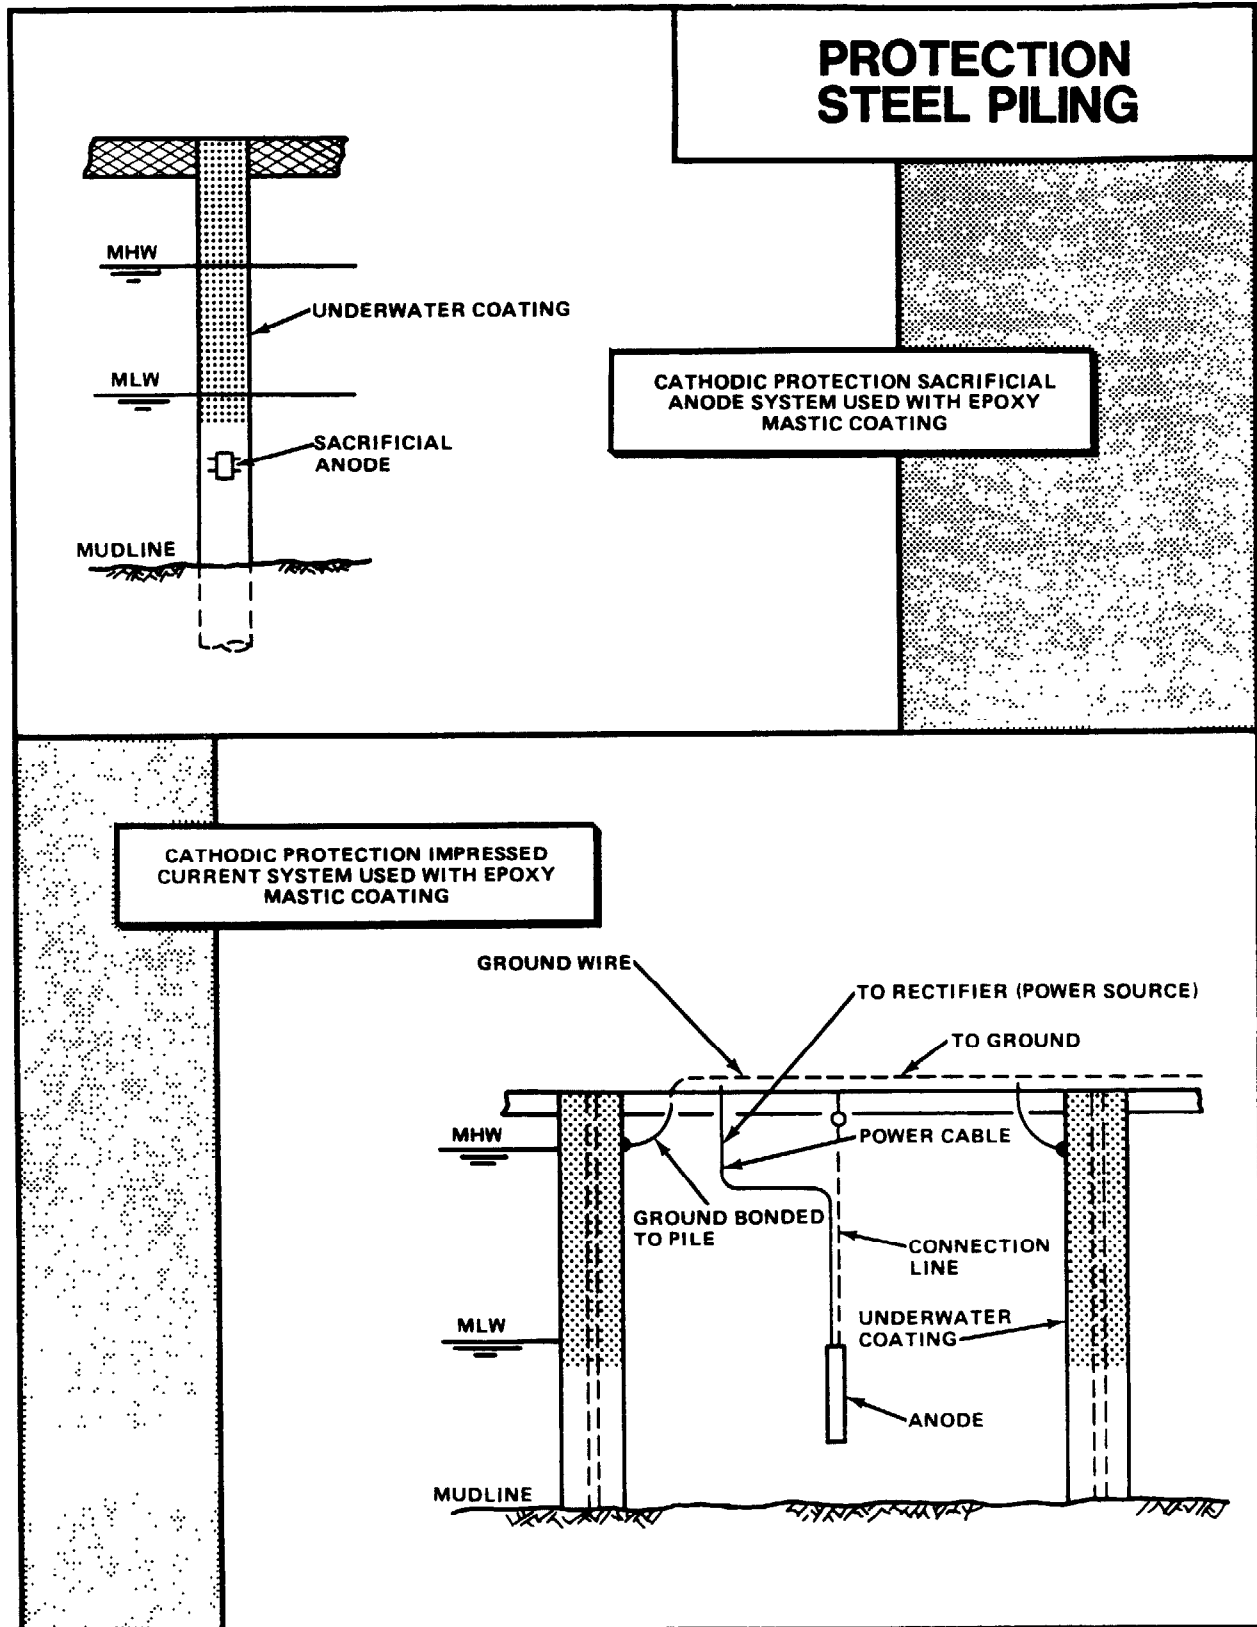 PROTECTION
STEEL PILING
MHW
UNDERWATER COATING
MLW
SACRIFICIAL
ANODE
MUDLINE
CATHODIC PROTECTION SACRIFICIAL
ANODE SYSTEM USED WITH EPOXY
MASTIC COATING
CATHODIC PROTECTION IMPRESSED
CURRENT SYSTEM USED WITH EPOXY
MASTIC COATING
GROUND WIRE
TO RECTIFIER (POWER SOURCE)
TO GROUND
MHW
POWER CABLE
GROUND BONDED
TO PILE
CONNECTION
LINE
MLW
UNDERWATER
COATING
ANODE
MUDLINE